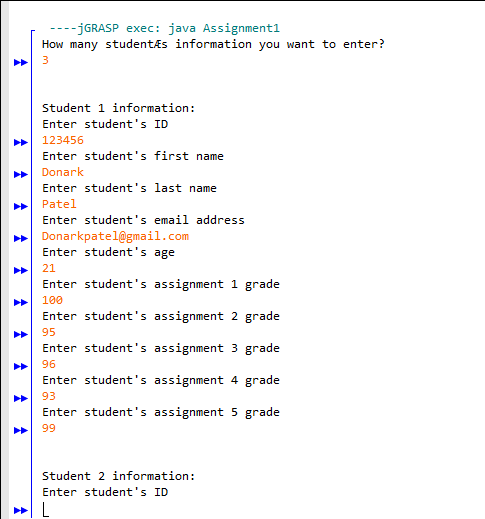 ----jGRASP exec: java Assignment1
How many studentÆs information you want to enter?
3
Student 1 information:
Enter student's ID
123456
Enter student's first name
Donark
Enter student's last name
Patel
Enter student's email address
Donarkpatel@gmail.com
Enter student's age
21
Enter student's assignment 1 grade
100
Enter student's assignment 2 grade
95
Enter student's assignment 3 grade
96
Enter student's assignment 4 grade
93
Enter student's assignment 5 grade
99
Student 2 information:
Enter student's ID